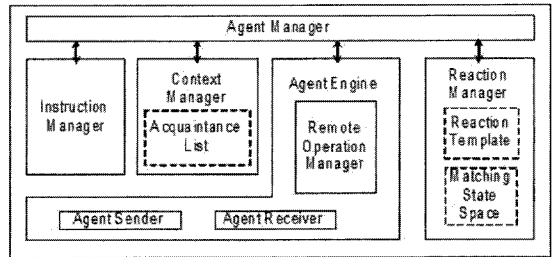 Agent Manager
Instruction
Manager
Context
Manager
Acquaintance
List
Agent Engine
Remote
Operation
Manager
Agent Sender
Agent Receiver
Reaction
Manager
Reaction
Template
Matching
State
Space